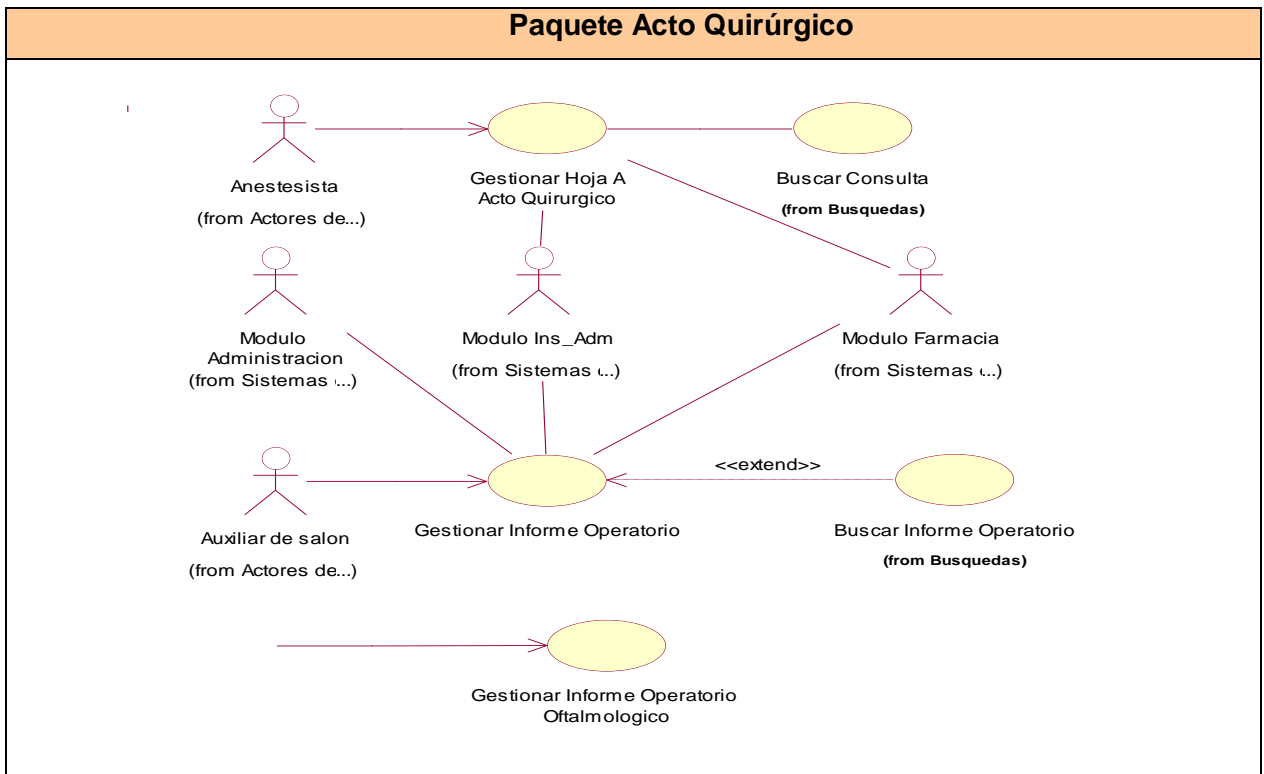 Paquete Acto Quirúrgico
Anestesista
(from Actores de...)
Gestionar Hoja A
Acto Quirurgico
Buscar Consulta
(from Busquedas)
Modulo
Administracion
(from Sistemas ...)
Modulo Ins_Adm
(from Sistemas ...)
Modulo Farmacia
(from Sistemas ...)
<<extend>>
Auxiliar de salon
(from Actores de...)
Gestionar Informe Operatorio
Buscar Informe Operatorio
(from Busquedas)
Gestionar Informe Operatorio
Oftalmologico